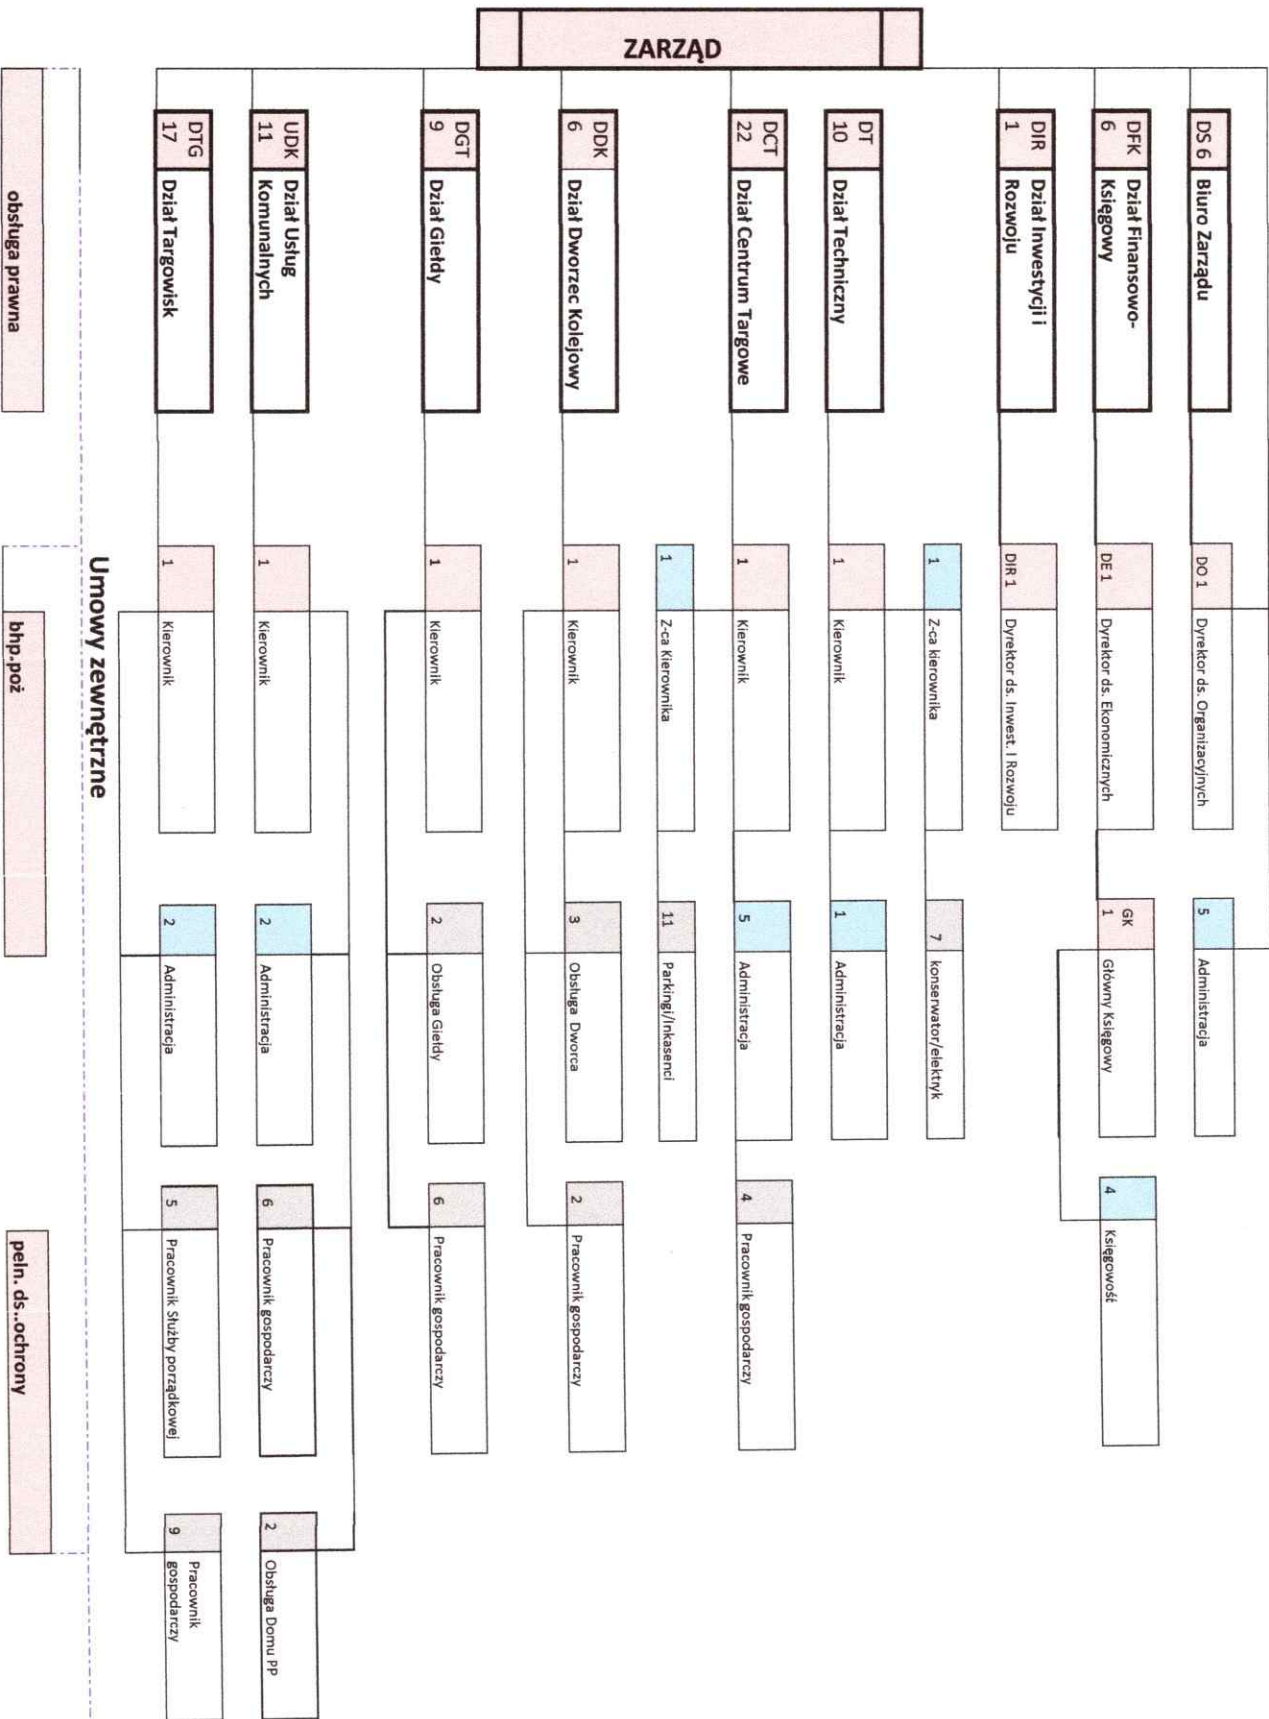 ZARZĄD
DS 6
Biuro Zarządu
DO 1
Dyrektor ds. Organizacyjnych
5
Administracja
DFK
6
Dział Finansowo-
Księgowy
DE 1
Dyrektor ds. Ekonomicznych
GK
1
Główny Księgowy
4
Księgowość
DIR
1
Dział Inwestycji i
Rozwoju
DIR 1
Dyrektor ds. Inwest. I Rozwoju
1
Z-ca kierownika
7
konserwator/elektryk
DT
10
Dział Techniczny
1
Kierownik
1
Administracja
DCT
22
Dział Centrum Targowe
1
Kierownik
5
Administracja
4
Pracownik gospodarczy
1
Z-ca Kierownika
11
Parkingi/Inkasenci
DDK
6
Dział Dworzec Kolejowy
1
Kierownik
3
Obsługa Dworca
2
Pracownik gospodarczy
DGT
9
Dział Giełdy
1
Kierownik
2
Obsługa Giełdy
6
Pracownik gospodarczy
UDK
11
Dział Usług
Komunalnych
1
Kierownik
2
Administracja
6
Pracownik gospodarczy
2
Obsługa Domu PP
DTG
17
Dział Targowisk
1
Kierownik
2
Administracja
5
Pracownik Służby porządkowej
9
Pracownik
gospodarczy
Umowy zewnętrzne
obsługa prawna
bhp.poż
pełn. ds..ochrony